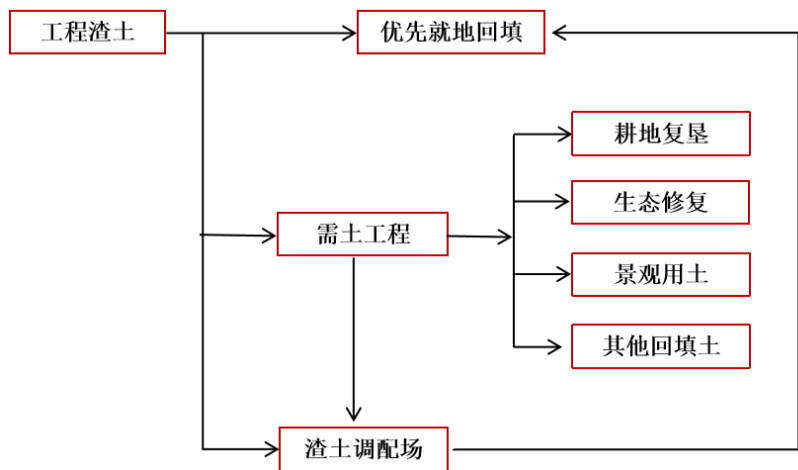 工程渣土
优先就地回填
耕地复垦
生态修复
需土工程
景观用土
其他回填土
渣土调配场